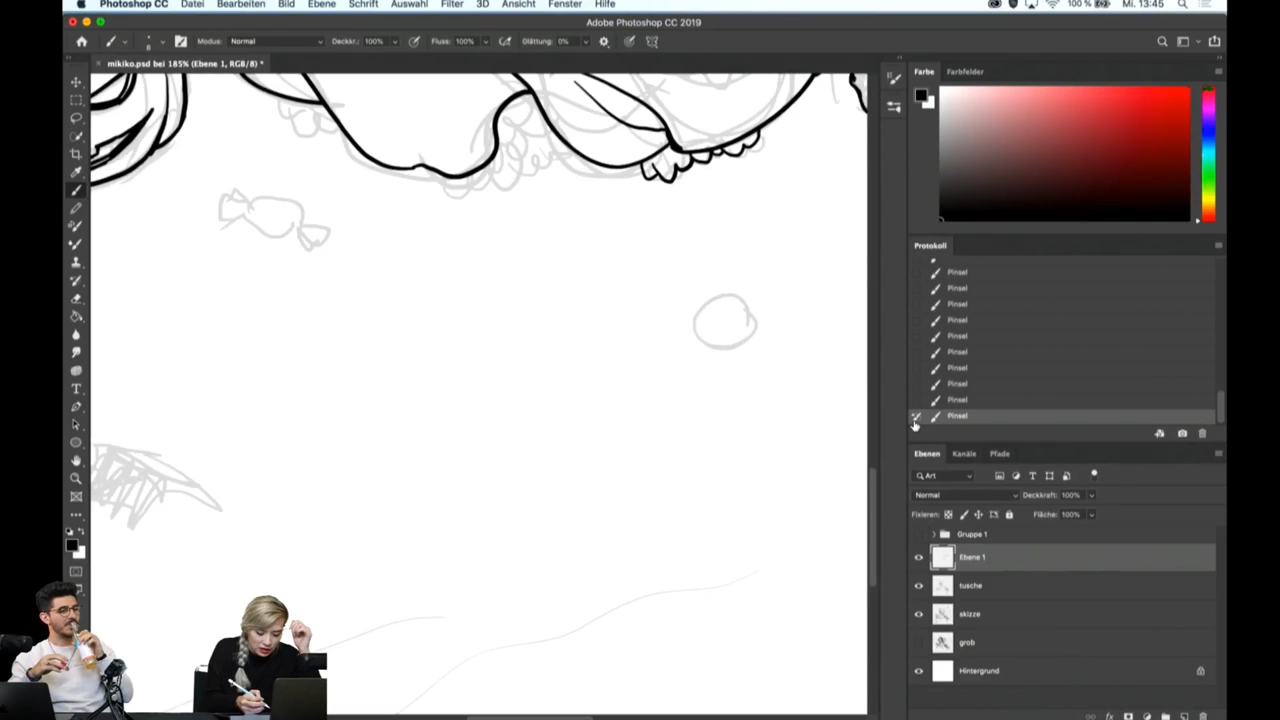 Photoshop CC Datei Bearbeiten Bild Ebene Schrift Auswahl Filter 3D Ansicht Fenster Hilfe 100 % Mi. 13:45
Adobe Photoshop CC 2019
Modus: Normal Deckkr.: 100% Fluss: 100% Glättung: 0%
× mikiko.psd bei 185% (Ebene 1, RGB/8) *
Farbe Farbfelder
Protokoll
Pinsel
Pinsel
Pinsel
Pinsel
Pinsel
Pinsel
Pinsel
Pinsel
Pinsel
Pinsel
Ebenen Kanäle Pfade
Art
Normal Deckkraft: 100%
Fixieren: Fläche: 100%
Gruppe 1
Ebene 1
tusche
skizze
grob
Hintergrund
fx